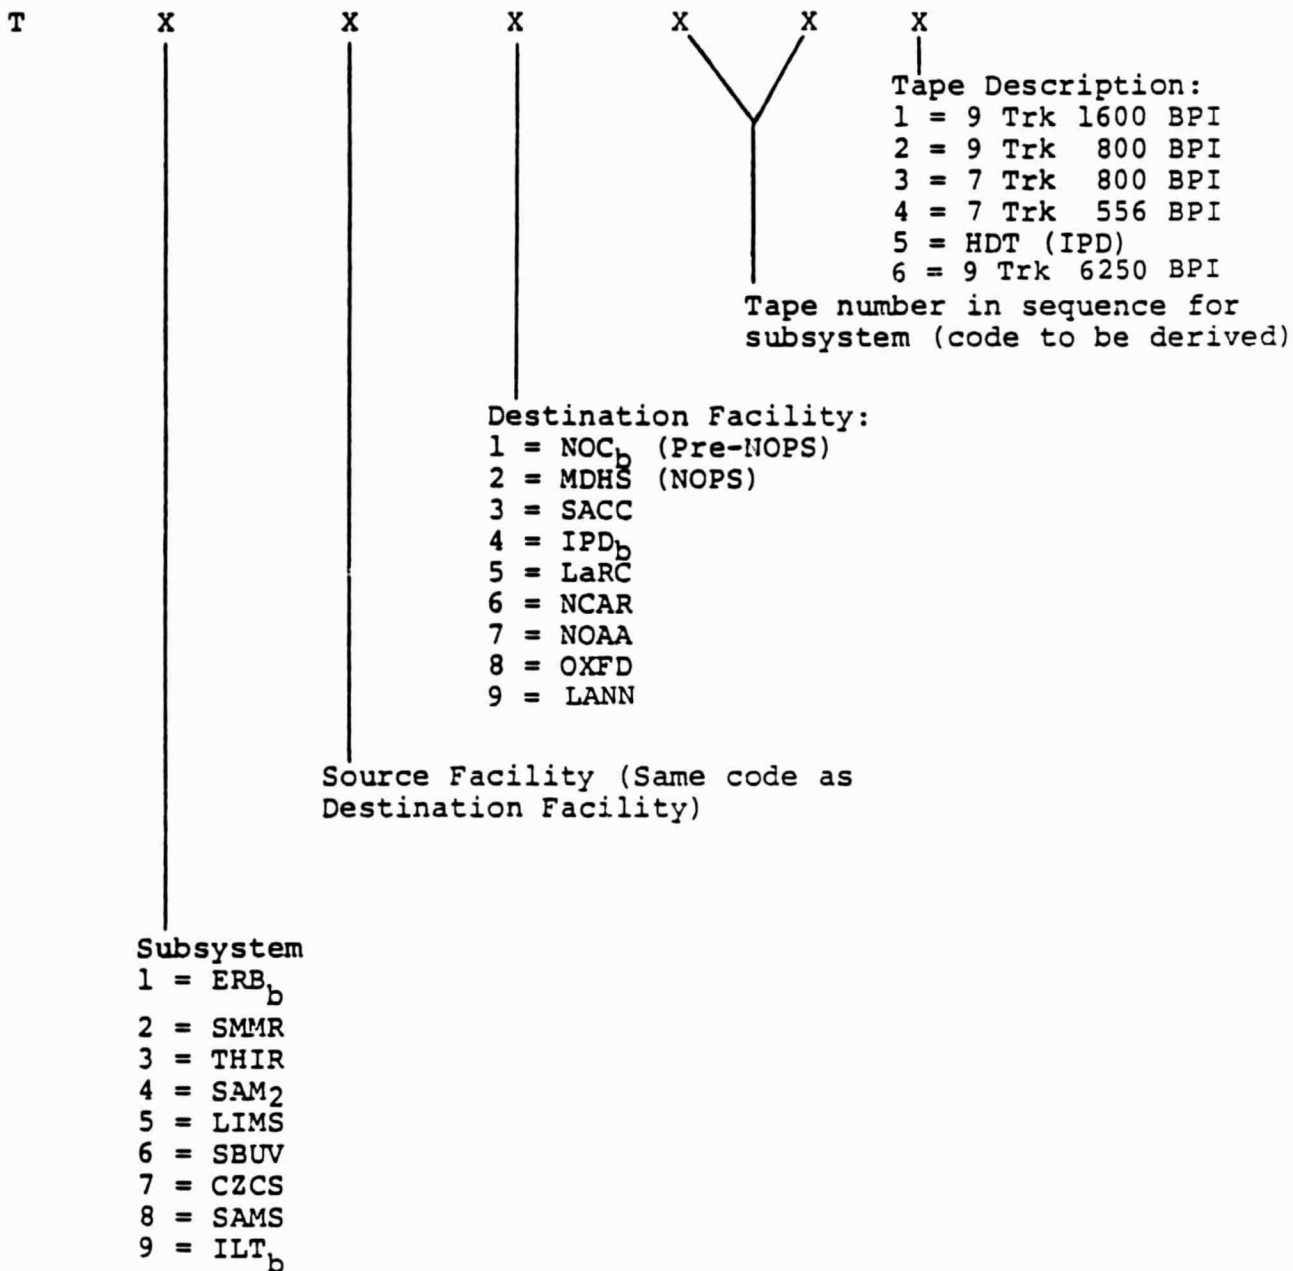 T X X X X X X
Tape Description:
1 = 9 Trk 1600 BPI
2 = 9 Trk 800 BPI
3 = 7 Trk 800 BPI
4 = 7 Trk 556 BPI
5 = HDT (IPD)
6 = 9 Trk 6250 BPI
Tape number in sequence for
subsystem (code to be derived)
Destination Facility:
1 = NOCb (Pre-NOPS)
2 = MDHS (NOPS)
3 = SACC
4 = IPDb
5 = LaRC
6 = NCAR
7 = NOAA
8 = OXFD
9 = LANN
Source Facility (Same code as
Destination Facility)
Subsystem
1 = ERBb
2 = SMMR
3 = THIR
4 = SAM2
5 = LIMS
6 = SBUV
7 = CZCS
8 = SAMS
9 = ILTb